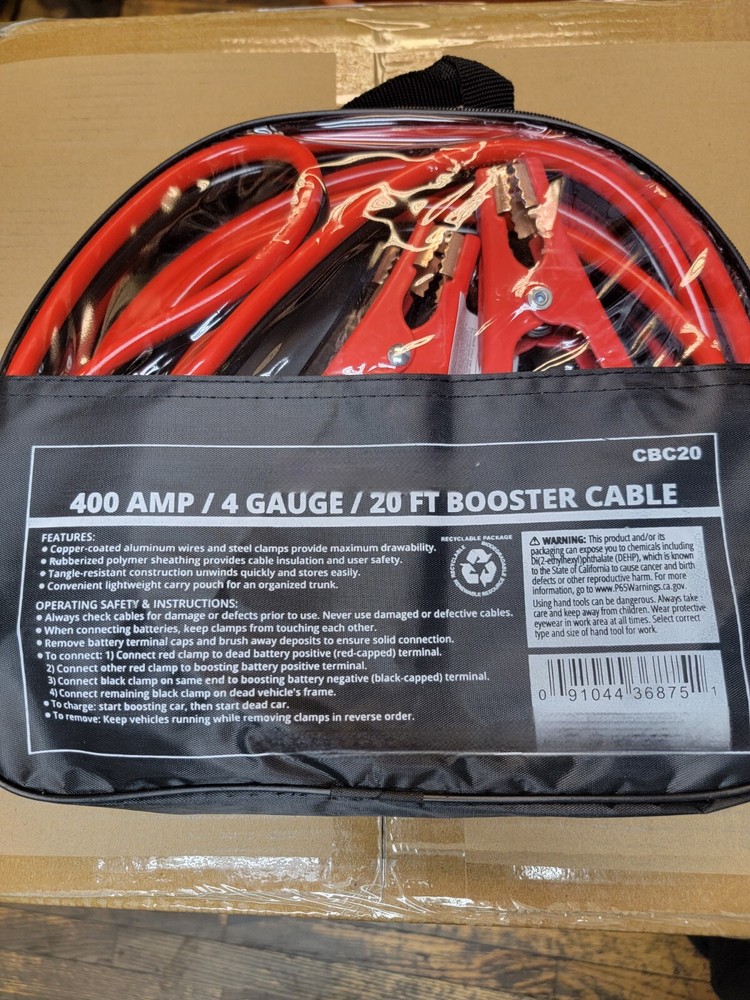 CBC20
400 AMP / 4 GAUGE / 20 FT BOOSTER CABLE
FEATURES:
• Copper-coated aluminum wires and steel clamps provide maximum drawability.
• Rubberized polymer sheathing provides cable insulation and user safety.
• Tangle-resistant construction unwinds quickly and stores easily.
• Convenient lightweight carry pouch for an organized trunk.
OPERATING SAFETY & INSTRUCTIONS:
• Always check cables for damage or defects prior to use. Never use damaged or defective cables.
• When connecting batteries, keep clamps from touching each other.
• Remove battery terminal caps and brush away deposits to ensure solid connection.
• To connect: 1) Connect red clamp to dead battery positive (red-capped) terminal.
2) Connect other red clamp to boosting battery positive terminal.
3) Connect black clamp on same end to boosting battery negative (black-capped) terminal.
4) Connect remaining black clamp on dead vehicle's frame.
• To charge: start boosting car, then start dead car.
• To remove: Keep vehicles running while removing clamps in reverse order.
RECYCLABLE PACKAGE
RECYCLABLE
⚠ WARNING: This product and/or its
packaging can expose you to chemicals including
Di(2-ethylhexyl)phthalate (DEHP), which is known
to the State of California to cause cancer and birth
defects or other reproductive harm. For more
information, go to www.P65Warnings.ca.gov.
Using hand tools can be dangerous. Always take
care and keep away from children. Wear protective
eyewear in work area at all times. Select correct
type and size of hand tool for work.
0 91044 36875 1